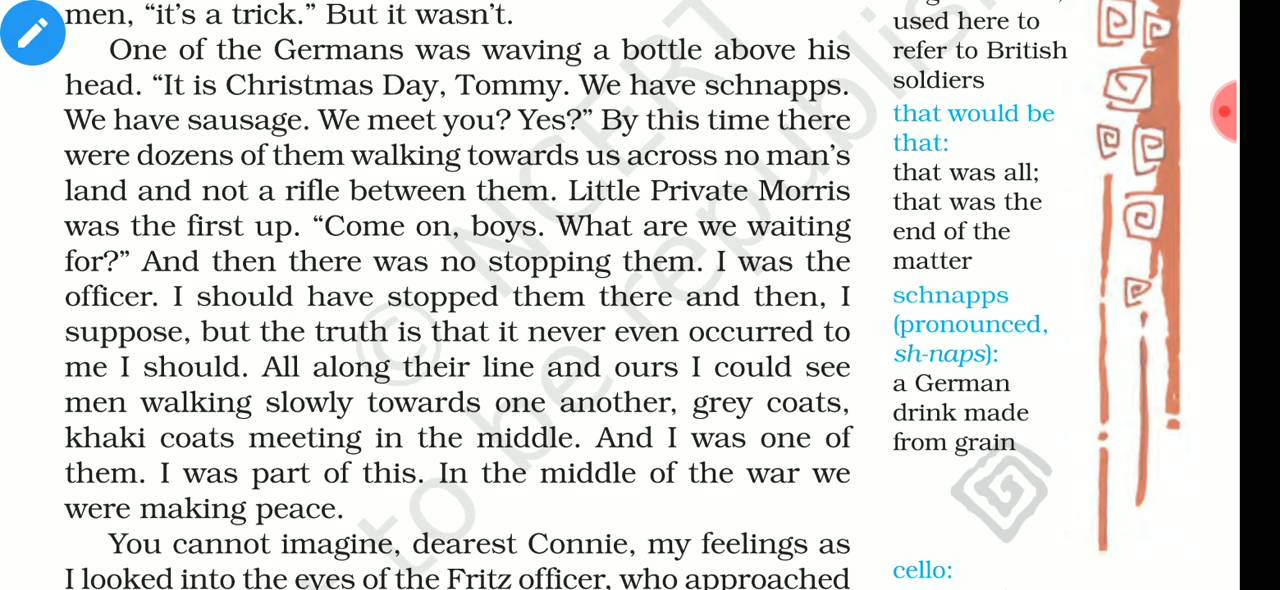 men, “it’s a trick.” But it wasn’t.
One of the Germans was waving a bottle above his
head. “It is Christmas Day, Tommy. We have schnapps.
We have sausage. We meet you? Yes?” By this time there
were dozens of them walking towards us across no man’s
land and not a rifle between them. Little Private Morris
was the first up. “Come on, boys. What are we waiting
for?” And then there was no stopping them. I was the
officer. I should have stopped them there and then, I
suppose, but the truth is that it never even occurred to
me I should. All along their line and ours I could see
men walking slowly towards one another, grey coats,
khaki coats meeting in the middle. And I was one of
them. I was part of this. In the middle of the war we
were making peace.
You cannot imagine, dearest Connie, my feelings as
I looked into the eyes of the Fritz officer, who approached
used here to
refer to British
soldiers
that would be
that:
that was all;
that was the
end of the
matter
schnapps
(pronounced,
sh-naps):
a German
drink made
from grain
cello:
© NCERT
to be republish